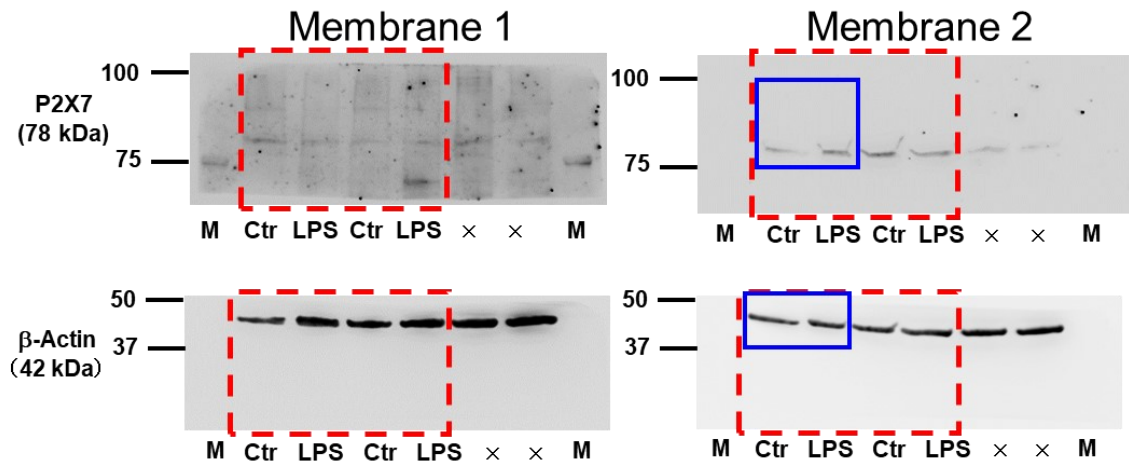 Membrane 1
Membrane 2
P2X7
(78 kDa)
100
75
100
75
M Ctr LPS Ctr LPS × × M
M Ctr LPS Ctr LPS × × M
β-Actin
(42 kDa)
50
37
50
37
M Ctr LPS Ctr LPS × × M
M Ctr LPS Ctr LPS × × M